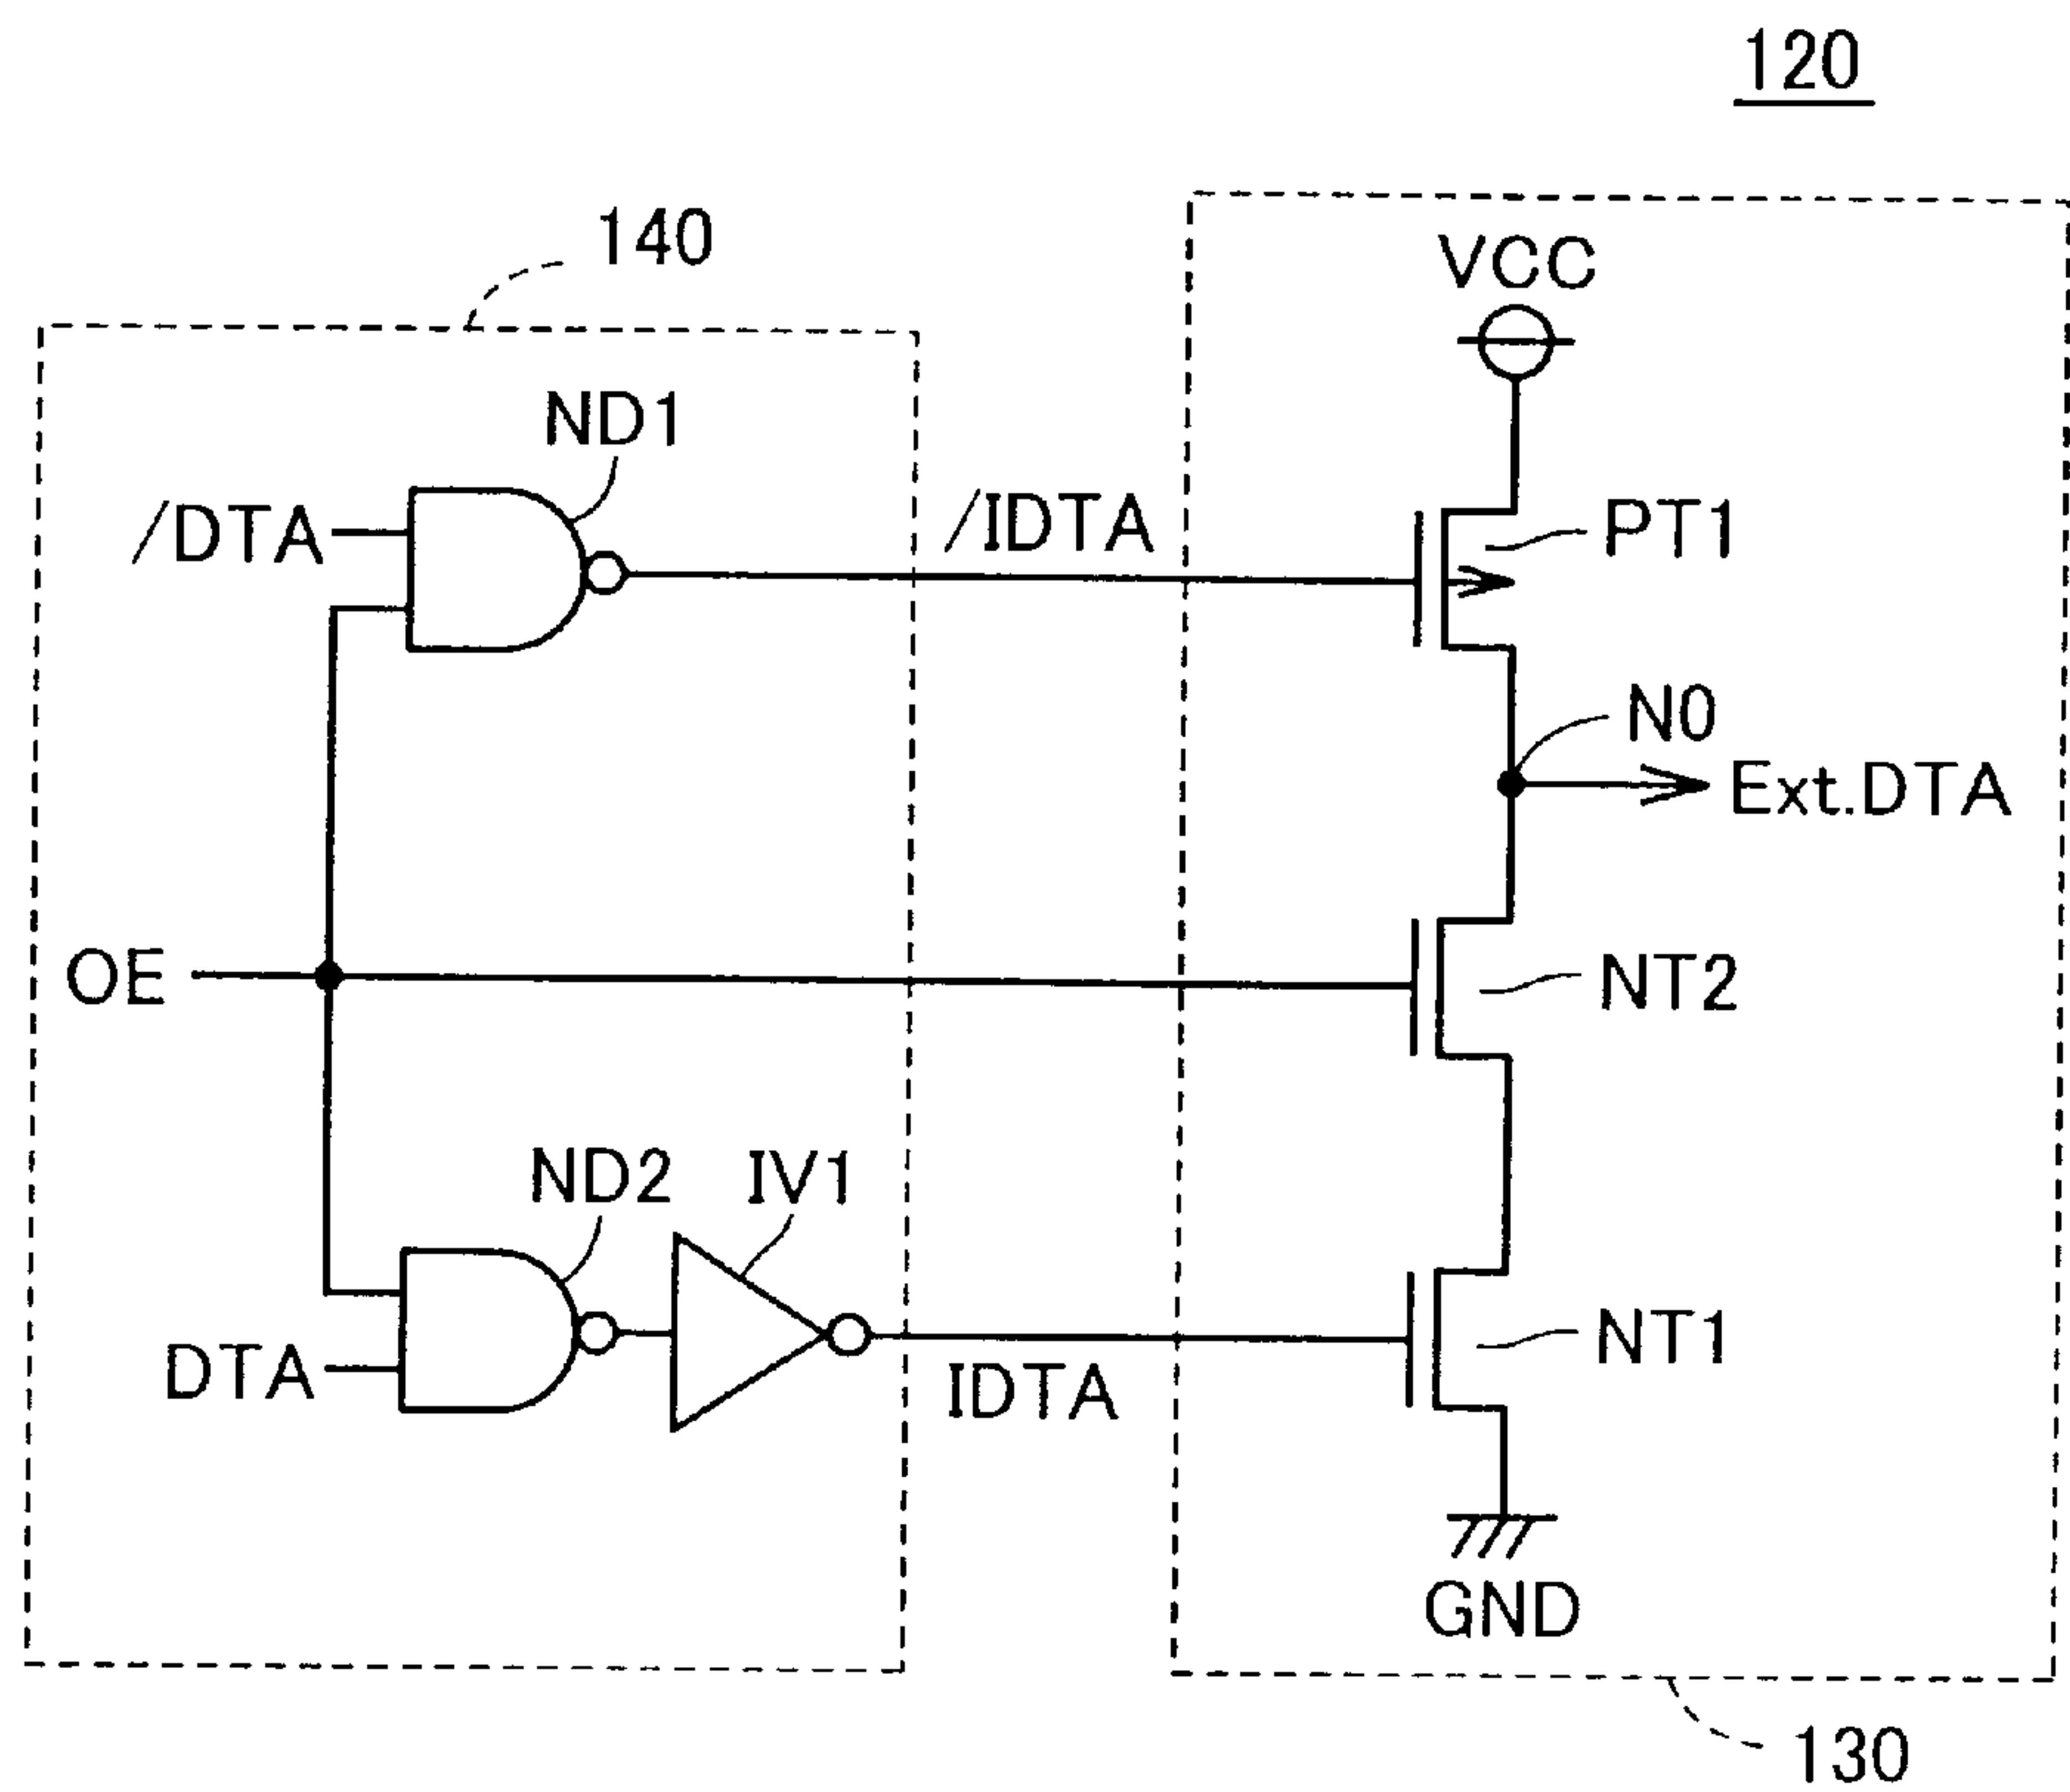 120
140
VCC
ND1
/DTA
/IDTA
PT1
N0
Ext.DTA
OE
NT2
ND2
IV1
DTA
IDTA
NT1
GND
130